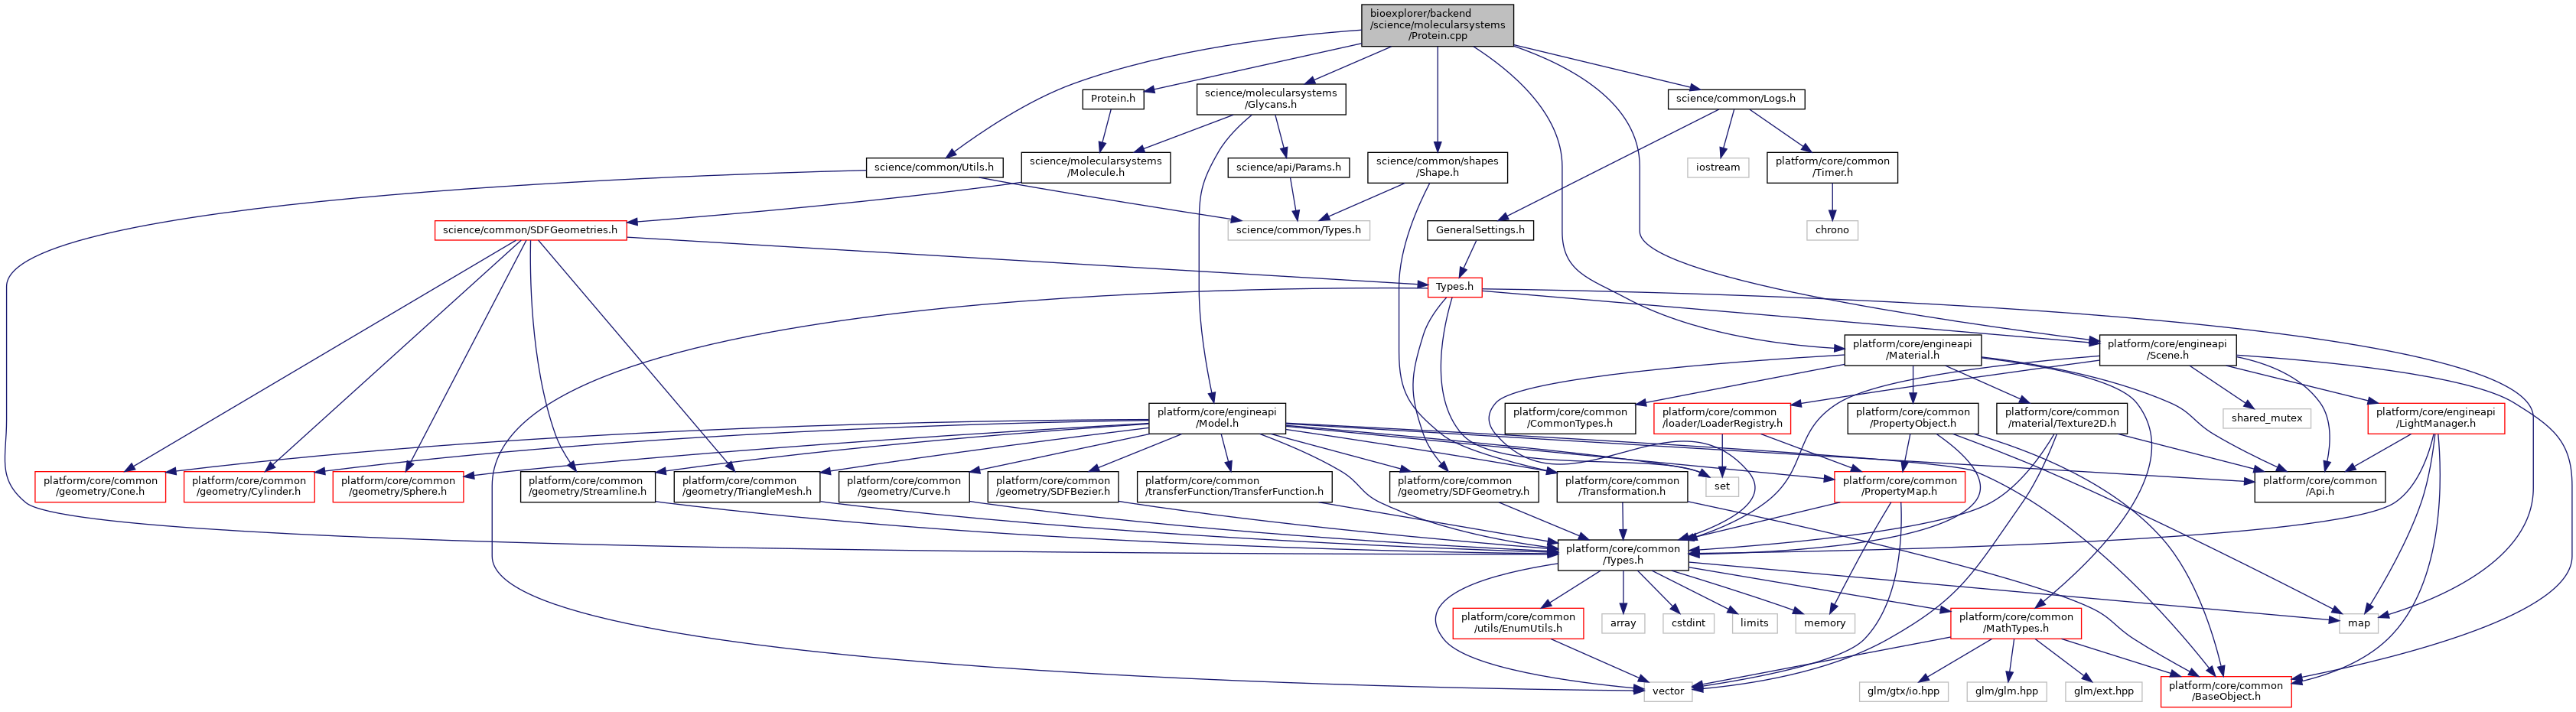 bioexplorer/backend
/science/molecularsystems
/Protein.cpp
Protein.h
science/molecularsystems
/Glycans.h
science/common/Logs.h
science/common/Utils.h
science/molecularsystems
/Molecule.h
science/api/Params.h
science/common/shapes
/Shape.h
iostream
platform/core/common
/Timer.h
science/common/SDFGeometries.h
science/common/Types.h
GeneralSettings.h
chrono
Types.h
platform/core/engineapi
/Material.h
platform/core/engineapi
/Scene.h
platform/core/engineapi
/Model.h
platform/core/common
/CommonTypes.h
platform/core/common
/loader/LoaderRegistry.h
platform/core/common
/PropertyObject.h
platform/core/common
/material/Texture2D.h
shared_mutex
platform/core/engineapi
/LightManager.h
platform/core/common
/geometry/Cone.h
platform/core/common
/geometry/Cylinder.h
platform/core/common
/geometry/Sphere.h
platform/core/common
/geometry/Streamline.h
platform/core/common
/geometry/TriangleMesh.h
platform/core/common
/geometry/Curve.h
platform/core/common
/geometry/SDFBezier.h
platform/core/common
/transferFunction/TransferFunction.h
platform/core/common
/geometry/SDFGeometry.h
platform/core/common
/Transformation.h
set
platform/core/common
/PropertyMap.h
platform/core/common
/Api.h
platform/core/common
/Types.h
platform/core/common
/utils/EnumUtils.h
array
cstdint
limits
memory
platform/core/common
/MathTypes.h
map
vector
glm/gtx/io.hpp
glm/glm.hpp
glm/ext.hpp
platform/core/common
/BaseObject.h